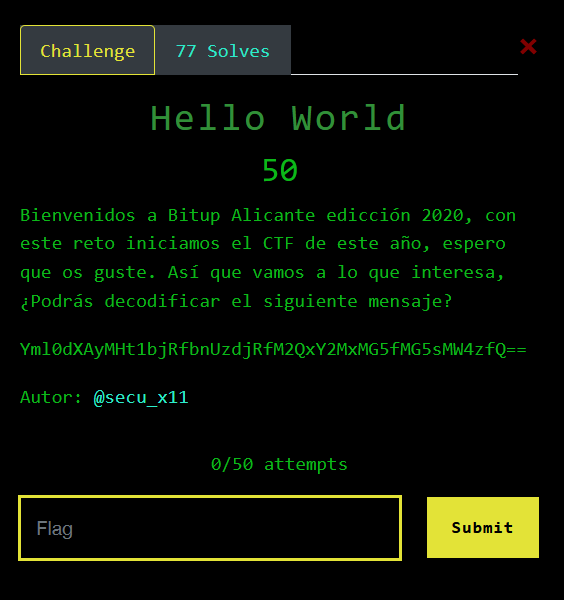 Challenge
77 Solves
×
Hello World
50
Bienvenidos a Bitup Alicante edicción 2020, con
este reto iniciamos el CTF de este año, espero
que os guste. Así que vamos a lo que interesa,
¿Podrás decodificar el siguiente mensaje?
Yml0dXAyMHt1bjRfbnUzdjRfM2QxY2MxMG5fMG5sMW4zfQ==
Autor: @secu_x11
0/50 attempts
Flag
Submit